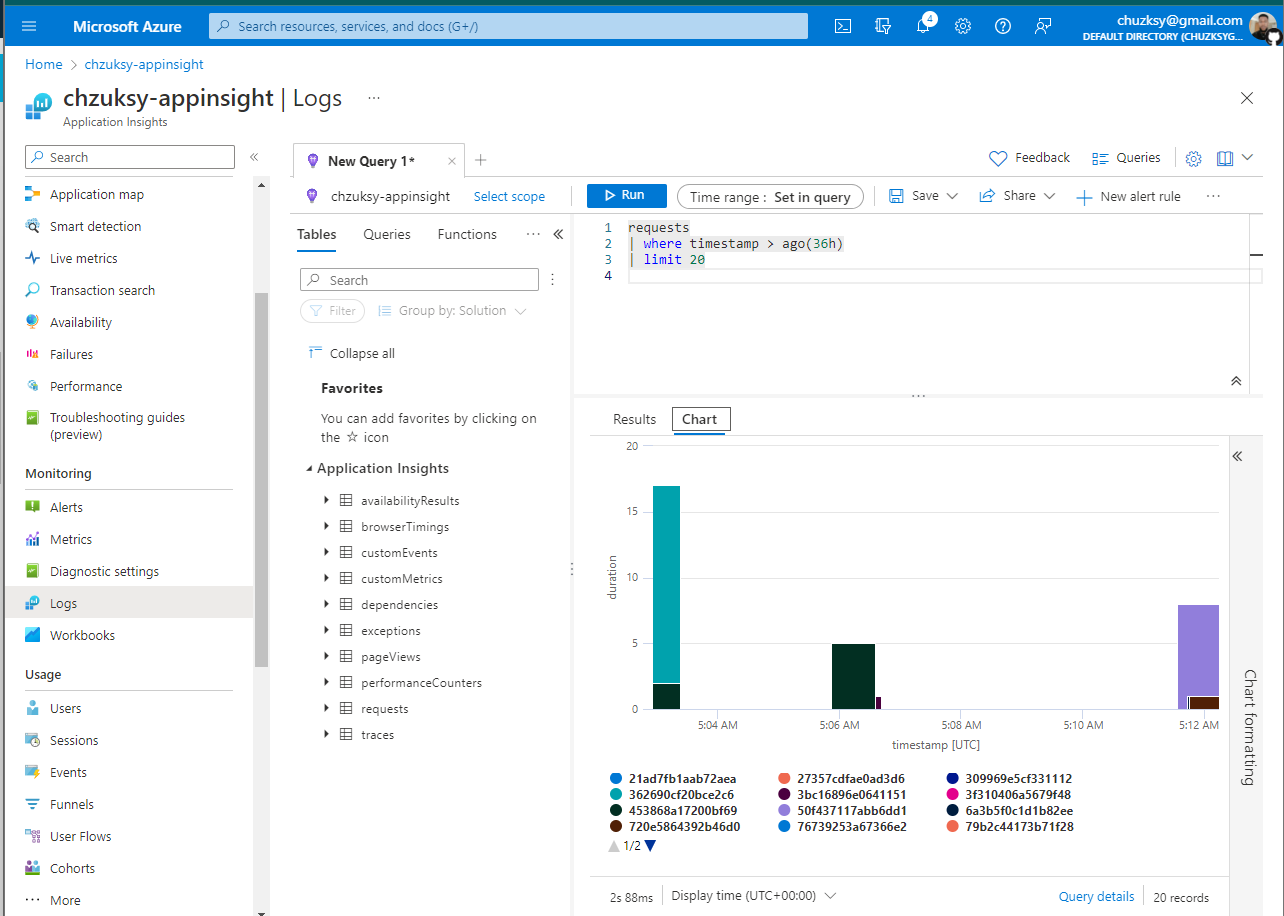 Microsoft Azure
Search resources, services, and docs (G+/)
4
chuzksy@gmail.com
DEFAULT DIRECTORY (CHUZKSYG...
Home > chzuksy-appinsight
chzuksy-appinsight | Logs ...
Application Insights
Search
«
Application map
Smart detection
Live metrics
Transaction search
Availability
Failures
Performance
Troubleshooting guides
(preview)
Monitoring
Alerts
Metrics
Diagnostic settings
Logs
Workbooks
Usage
Users
Sessions
Events
Funnels
User Flows
Cohorts
... More
New Query 1*
Feedback
Queries
chzuksy-appinsight
Select scope
Run
Time range : Set in query
Save
Share
New alert rule
...
Tables
Queries
Functions
...
«
Search
Filter
Group by: Solution
Collapse all
Favorites
You can add favorites by clicking on
the ☆ icon
Application Insights
availabilityResults
browserTimings
customEvents
customMetrics
dependencies
exceptions
pageViews
performanceCounters
requests
traces
1 requests
2 | where timestamp > ago(36h)
3 | limit 20
4
Results
Chart
«
Chart formatting
20
15
10
5
0
duration
5:04 AM
5:06 AM
5:08 AM
5:10 AM
5:12 AM
timestamp [UTC]
21ad7fb1aab72aea
27357cdfae0ad3d6
309969e5cf331112
362690cf20bce2c6
3bc16896e0641151
3f310406a5679f48
453868a17200bf69
50f437117abb6dd1
6a3b5f0c1d1b82ee
720e5864392b46d0
76739253a67366e2
79b2c44173b71f28
1/2
2s 88ms
Display time (UTC+00:00)
Query details
20 records